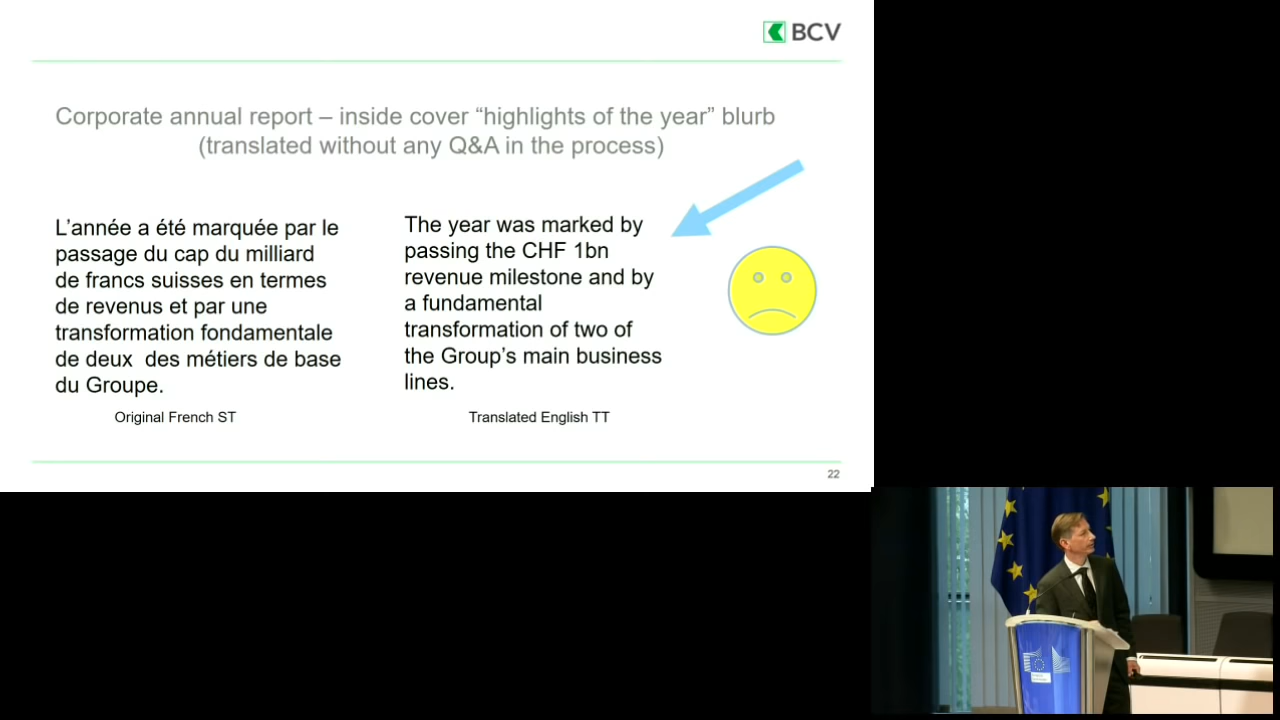 BCV
Corporate annual report – inside cover “highlights of the year” blurb
(translated without any Q&A in the process)
L’année a été marquée par le
passage du cap du milliard
de francs suisses en termes
de revenus et par une
transformation fondamentale
de deux  des métiers de base
du Groupe.
Original French ST
The year was marked by
passing the CHF 1bn
revenue milestone and by
a fundamental
transformation of two of
the Group’s main business
lines.
Translated English TT
22